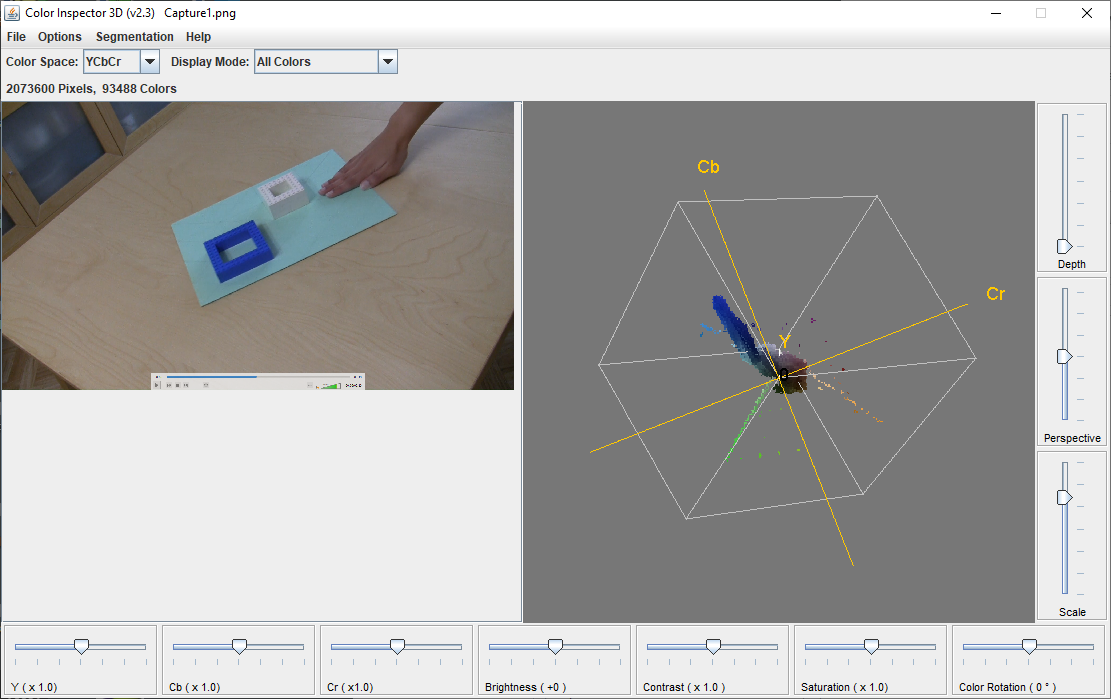 Color Inspector 3D (v2.3) Capture1.png
File Options Segmentation Help
Color Space: YCbCr Display Mode: All Colors
2073600 Pixels, 93488 Colors
Cb
Cr
Y
Depth
Perspective
Scale
Y ( x 1.0) Cb ( x 1.0) Cr ( x1.0) Brightness ( +0 ) Contrast ( x 1.0 ) Saturation ( x 1.0) Color Rotation ( 0 ° )